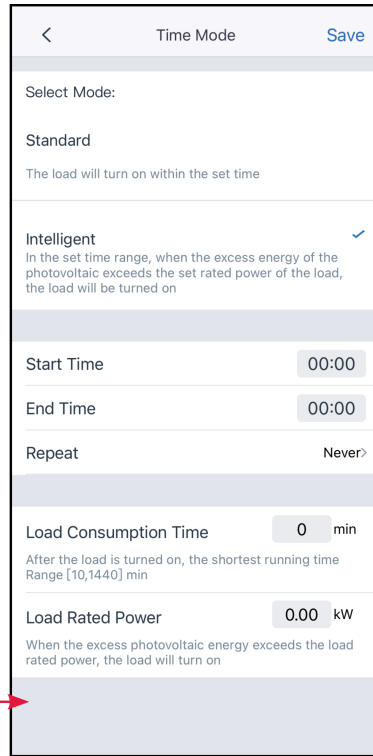 Time Mode
Save
Select Mode:
Standard
The load will turn on within the set time
Intelligent
In the set time range, when the excess energy of the
photovoltaic exceeds the set rated power of the load,
the load will be turned on
Start Time
00:00
End Time
00:00
Repeat
Never>
Load Consumption Time
0 min
After the load is turned on, the shortest running time
Range [10,1440] min
Load Rated Power
0.00 kW
When the excess photovoltaic energy exceeds the load
rated power, the load will turn on